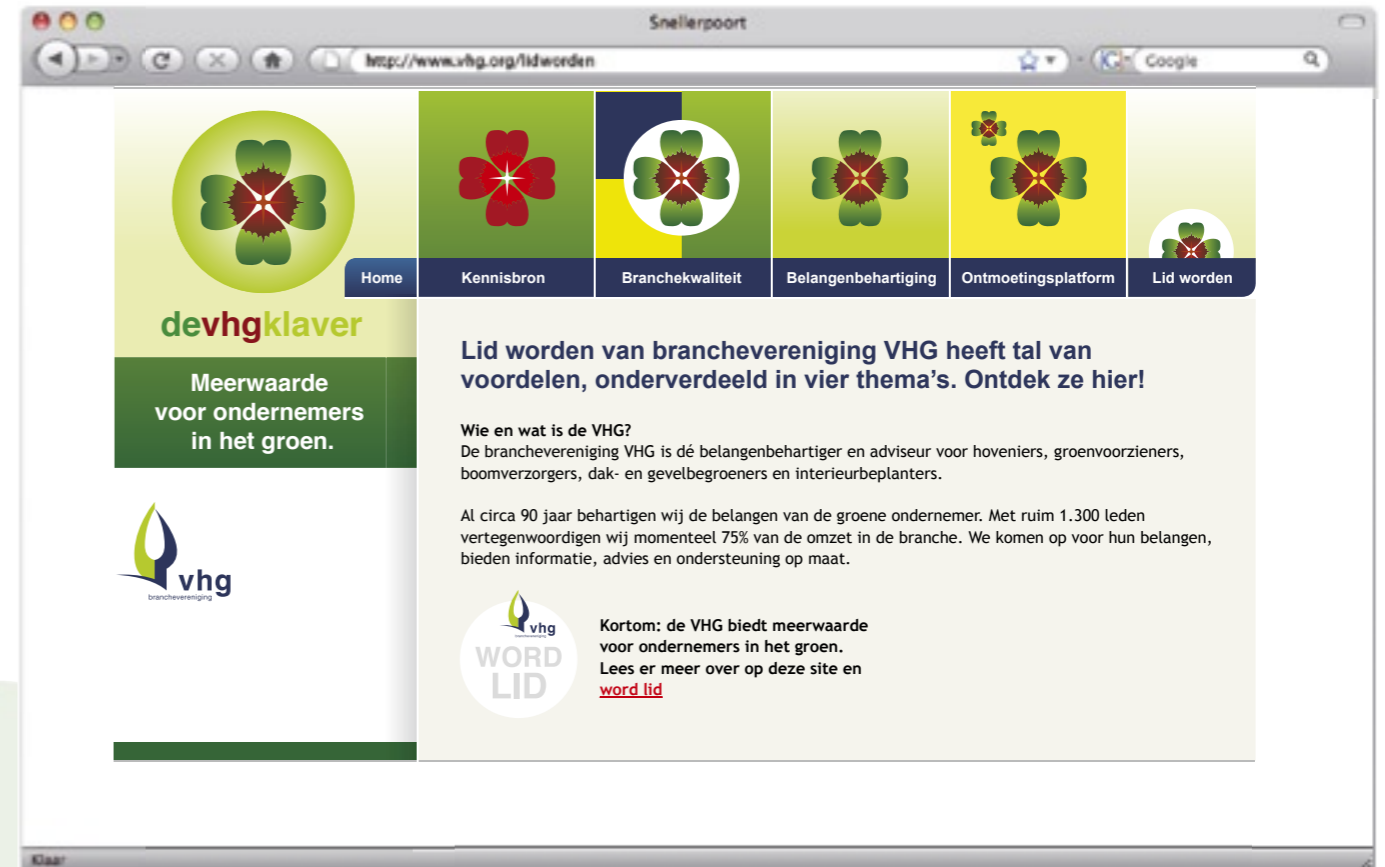 Snellerpoort
http://www.vhg.org/lidworden
Google
Home
Kennisbron
Branchekwaliteit
Belangenbehartiging
Ontmoetingsplatform
Lid worden
devhgklaver
Meerwaarde
voor ondernemers
in het groen.
vhg
branchevereniging
Lid worden van branchevereniging VHG heeft tal van
voordelen, onderverdeeld in vier thema’s. Ontdek ze hier!
Wie en wat is de VHG?
De branchevereniging VHG is dé belangenbehartiger en adviseur voor hoveniers, groenvoorzieners,
boomverzorgers, dak- en gevelbegroeners en interieurbeplanters.
Al circa 90 jaar behartigen wij de belangen van de groene ondernemer. Met ruim 1.300 leden
vertegenwoordigen wij momenteel 75% van de omzet in de branche. We komen op voor hun belangen,
bieden informatie, advies en ondersteuning op maat.
vhg
branchevereniging
WORD
LID
Kortom: de VHG biedt meerwaarde
voor ondernemers in het groen.
Lees er meer over op deze site en
word lid
Klaar